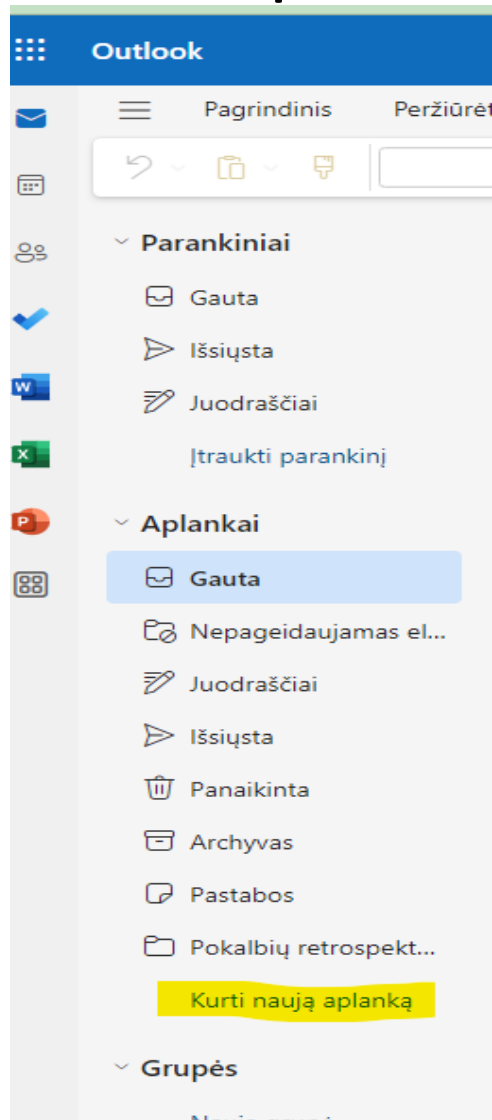 Outlook
Pagrindinis Peržiūrėt
Parankiniai
Gauta
Išsiųsta
Juodraščiai
Įtraukti parankinį
Aplankai
Gauta
Nepageidaujamas el...
Juodraščiai
Išsiųsta
Panaikinta
Archyvas
Pastabos
Pokalbių retrospekt...
Kurti naują aplanką
Grupės